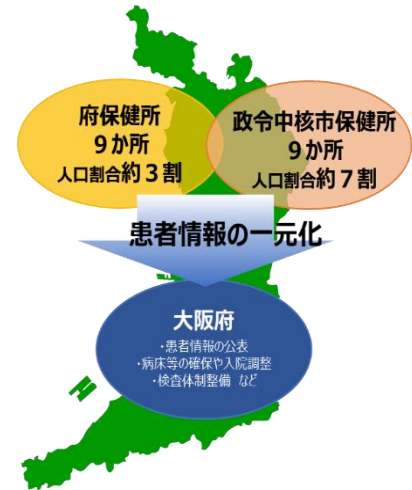 府保健所
９か所
人口割合約３割
政令中核市保健所
９か所
人口割合約７割
患者情報の一元化
大阪府
・患者情報の公表
・病床等の確保や入院調整
・検査体制整備 など